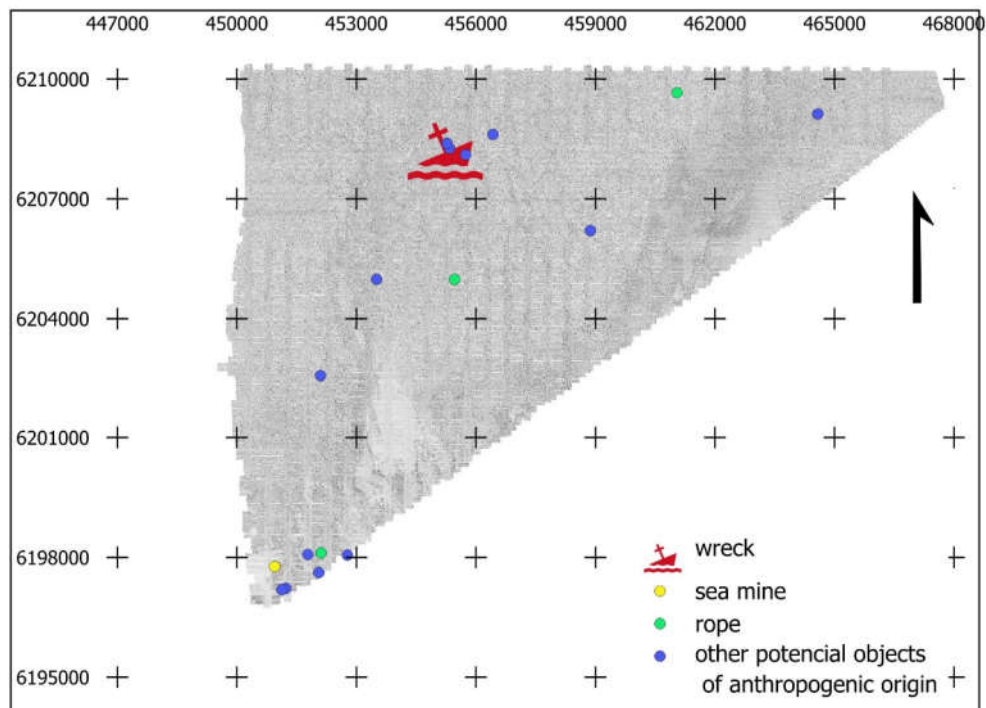 447000 450000 453000 456000 459000 462000 465000 468000
6210000
6207000
6204000
6201000
6198000
6195000
wreck
sea mine
rope
other potencial objects
of anthropogenic origin